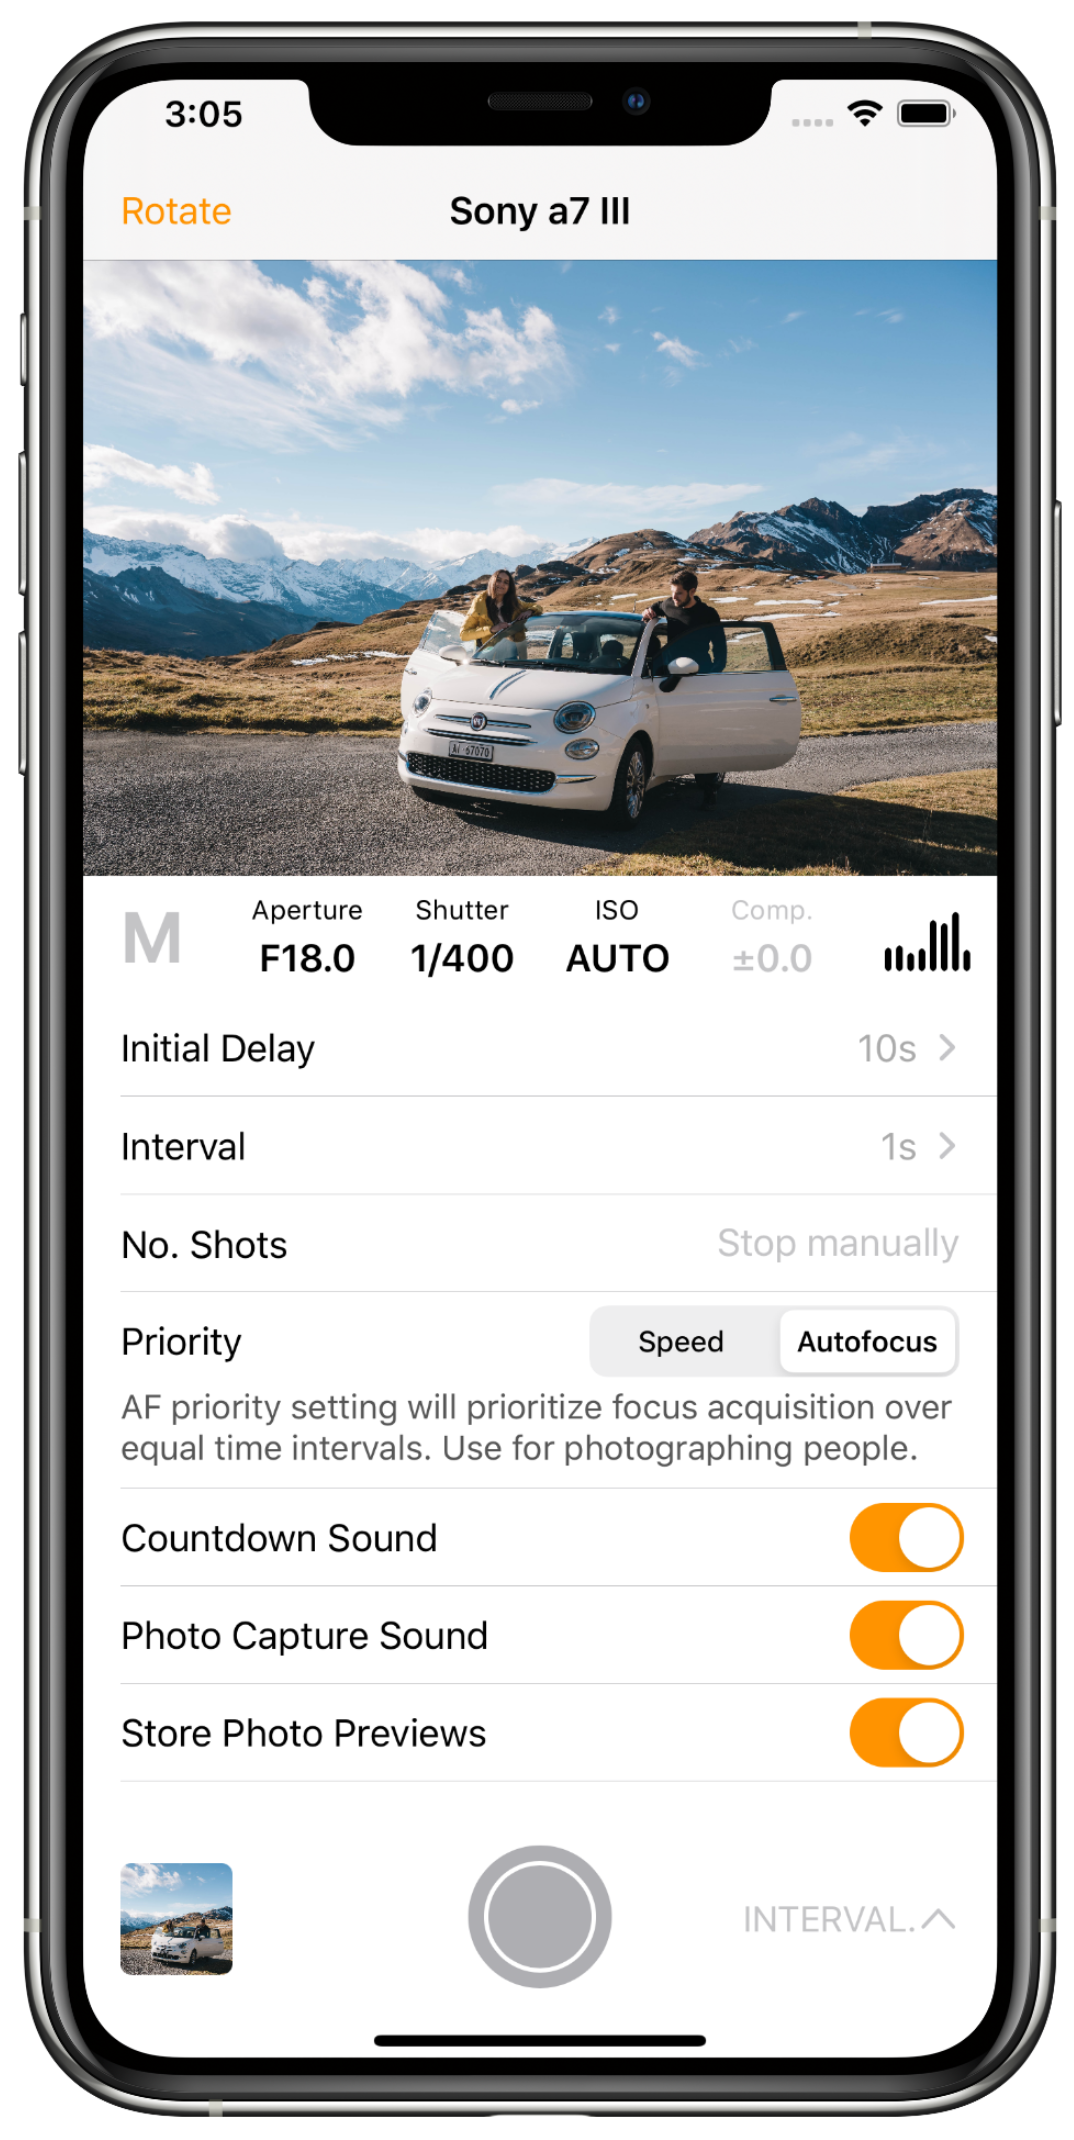 3:05
Rotate
Sony a7 III
AI 67070
M
Aperture
Shutter
ISO
Comp.
F18.0
1/400
AUTO
±0.0
Initial Delay
10s
Interval
1s
No. Shots
Stop manually
Priority
Speed
Autofocus
AF priority setting will prioritize focus acquisition over
equal time intervals. Use for photographing people.
Countdown Sound
Photo Capture Sound
Store Photo Previews
INTERVAL.